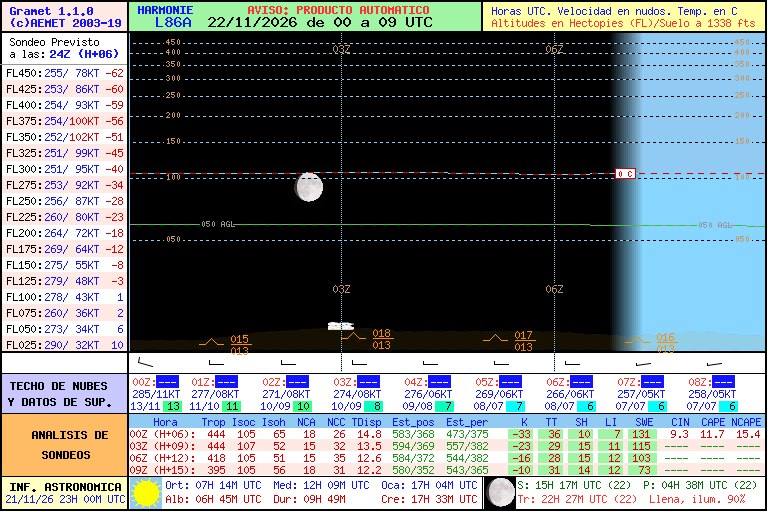 Gramet 1.1.0
(c)AEMET 2003-19
HARMONIE
L86A
AVISO: PRODUCTO AUTOMATICO
22/11/2026 de 00 a 09 UTC
Horas UTC. Velocidad en nudos. Temp. en C
Altitudes en Hectopies (FL)/Suelo a 1338 fts
Sondeo Previsto
a las: 24Z (H+06)
FL450: 255/ 78KT -62
FL425: 253/ 86KT -60
FL400: 254/ 93KT -59
FL375: 254/100KT -56
FL350: 252/102KT -51
FL325: 251/ 99KT -45
FL300: 251/ 95KT -40
FL275: 253/ 92KT -34
FL250: 256/ 87KT -28
FL225: 260/ 80KT -23
FL200: 264/ 72KT -18
FL175: 269/ 64KT -12
FL150: 275/ 55KT -8
FL125: 279/ 48KT -3
FL100: 278/ 43KT 1
FL075: 260/ 36KT 2
FL050: 273/ 34KT 6
FL025: 290/ 32KT 10
450 03Z 06Z 450
400 400
350 350
300 300
250 250
200 200
150 150
100 0 C 100
050 AGL 050 AGL
050 050
03Z 06Z
015 018 017 016
013 013 013 013
TECHO DE NUBES
Y DATOS DE SUP.
00Z:--- 01Z:--- 02Z:--- 03Z:--- 04Z:--- 05Z:--- 06Z:--- 07Z:--- 08Z:---
285/11KT 277/08KT 271/08KT 274/08KT 276/07KT 269/06KT 266/06KT 257/05KT 258/05KT
13/11 13 11/10 11 10/09 10 10/09 8 09/08 7 08/07 7 08/07 6 07/07 6 07/07 6
ANALISIS DE
SONDEOS
Hora Trop Isoc Isoh NCA NCC TDisp Est_pos Est_per K TT SH LI SWE CIN CAPE NCAPE
00Z (H+06): 444 105 65 18 26 14.8 583/368 473/375 -33 36 10 7 131 9.3 11.7 15.4
03Z (H+09): 444 107 52 15 32 13.5 594/369 557/382 -23 29 15 11 115
06Z (H+12): 418 105 51 15 35 12.6 584/372 544/382 -16 28 15 12 103
09Z (H+15): 395 106 56 18 31 12.2 580/352 543/365 -10 31 14 12 73
INF. ASTRONOMICA
21/11/26 23H 00M UTC
Ort: 07H 14M UTC Med: 12H 09M UTC Oca: 17H 04M UTC
Alb: 06H 45M UTC Dur: 09H 49M Cre: 17H 33M UTC
S: 15H 17M UTC (22) P: 04H 38M UTC (22)
Tr: 22H 27M UTC (22) Llena, ilum. 90%